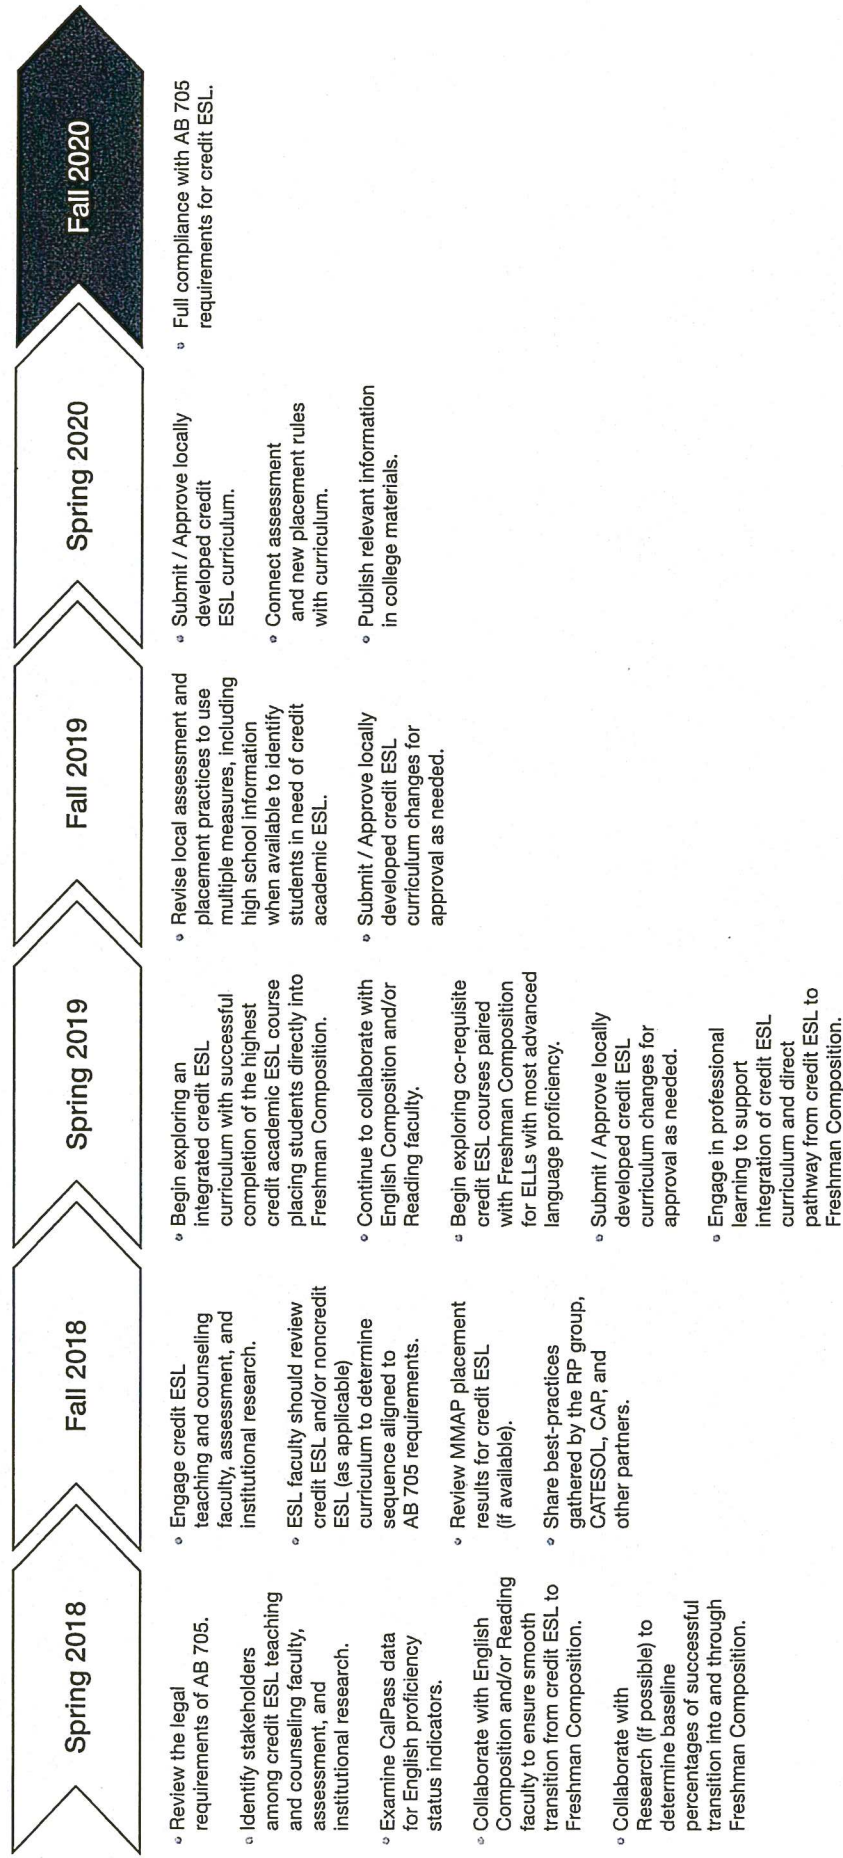 Spring 2018
◦ Review the legal
requirements of AB 705.
◦ Identify stakeholders
among credit ESL teaching
and counseling faculty,
assessment, and
institutional research.
◦ Examine CalPass data
for English proficiency
status indicators.
◦ Collaborate with English
Composition and/or Reading
faculty to ensure smooth
transition from credit ESL to
Freshman Composition.
◦ Collaborate with
Research (if possible) to
determine baseline
percentages of successful
transition into and through
Freshman Composition.
Fall 2018
◦ Engage credit ESL
teaching and counseling
faculty, assessment, and
institutional research.
◦ ESL faculty should review
credit ESL and/or noncredit
ESL (as applicable)
curriculum to determine
sequence aligned to
AB 705 requirements.
◦ Review MMAP placement
results for credit ESL
(if available).
◦ Share best-practices
gathered by the RP group,
CATESOL, CAP, and
other partners.
Spring 2019
◦ Begin exploring an
integrated credit ESL
curriculum with successful
completion of the highest
credit academic ESL course
placing students directly into
Freshman Composition.
◦ Continue to collaborate with
English Composition and/or
Reading faculty.
◦ Begin exploring co-requisite
credit ESL courses paired
with Freshman Composition
for ELLs with most advanced
language proficiency.
◦ Submit / Approve locally
developed credit ESL
curriculum changes for
approval as needed.
◦ Engage in professional
learning to support
integration of credit ESL
curriculum and direct
pathway from credit ESL to
Freshman Composition.
Fall 2019
◦ Revise local assessment and
placement practices to use
multiple measures, including
high school information
when available to identify
students in need of credit
academic ESL.
◦ Submit / Approve locally
developed credit ESL
curriculum changes for
approval as needed.
Spring 2020
◦ Submit / Approve locally
developed credit
ESL curriculum.
◦ Connect assessment
and new placement rules
with curriculum.
◦ Publish relevant information
in college materials.
Fall 2020
◦ Full compliance with AB 705
requirements for credit ESL.